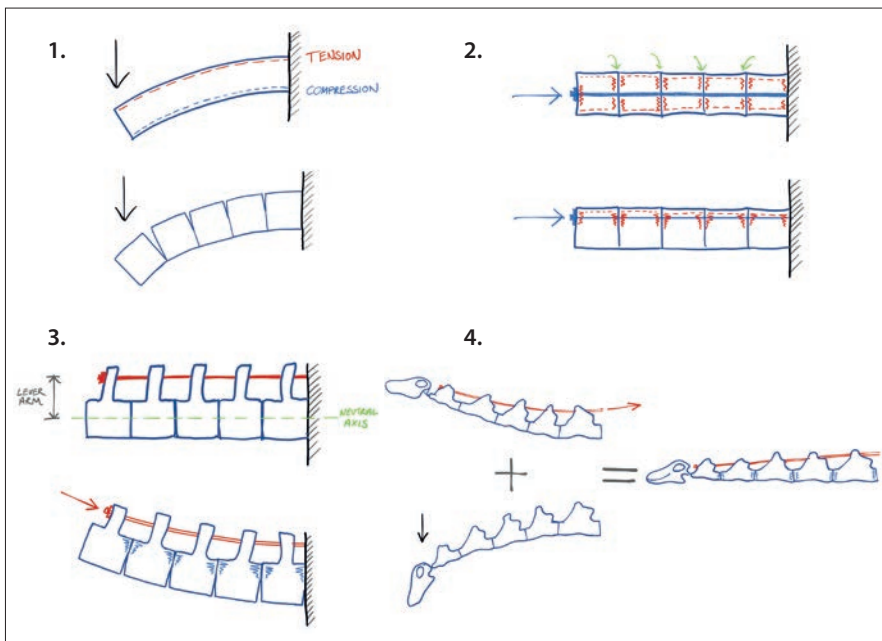 1.
TENSION
COMPRESSION
2.
3.
LEVER
ARM
NEUTRAL
AXIS
4.